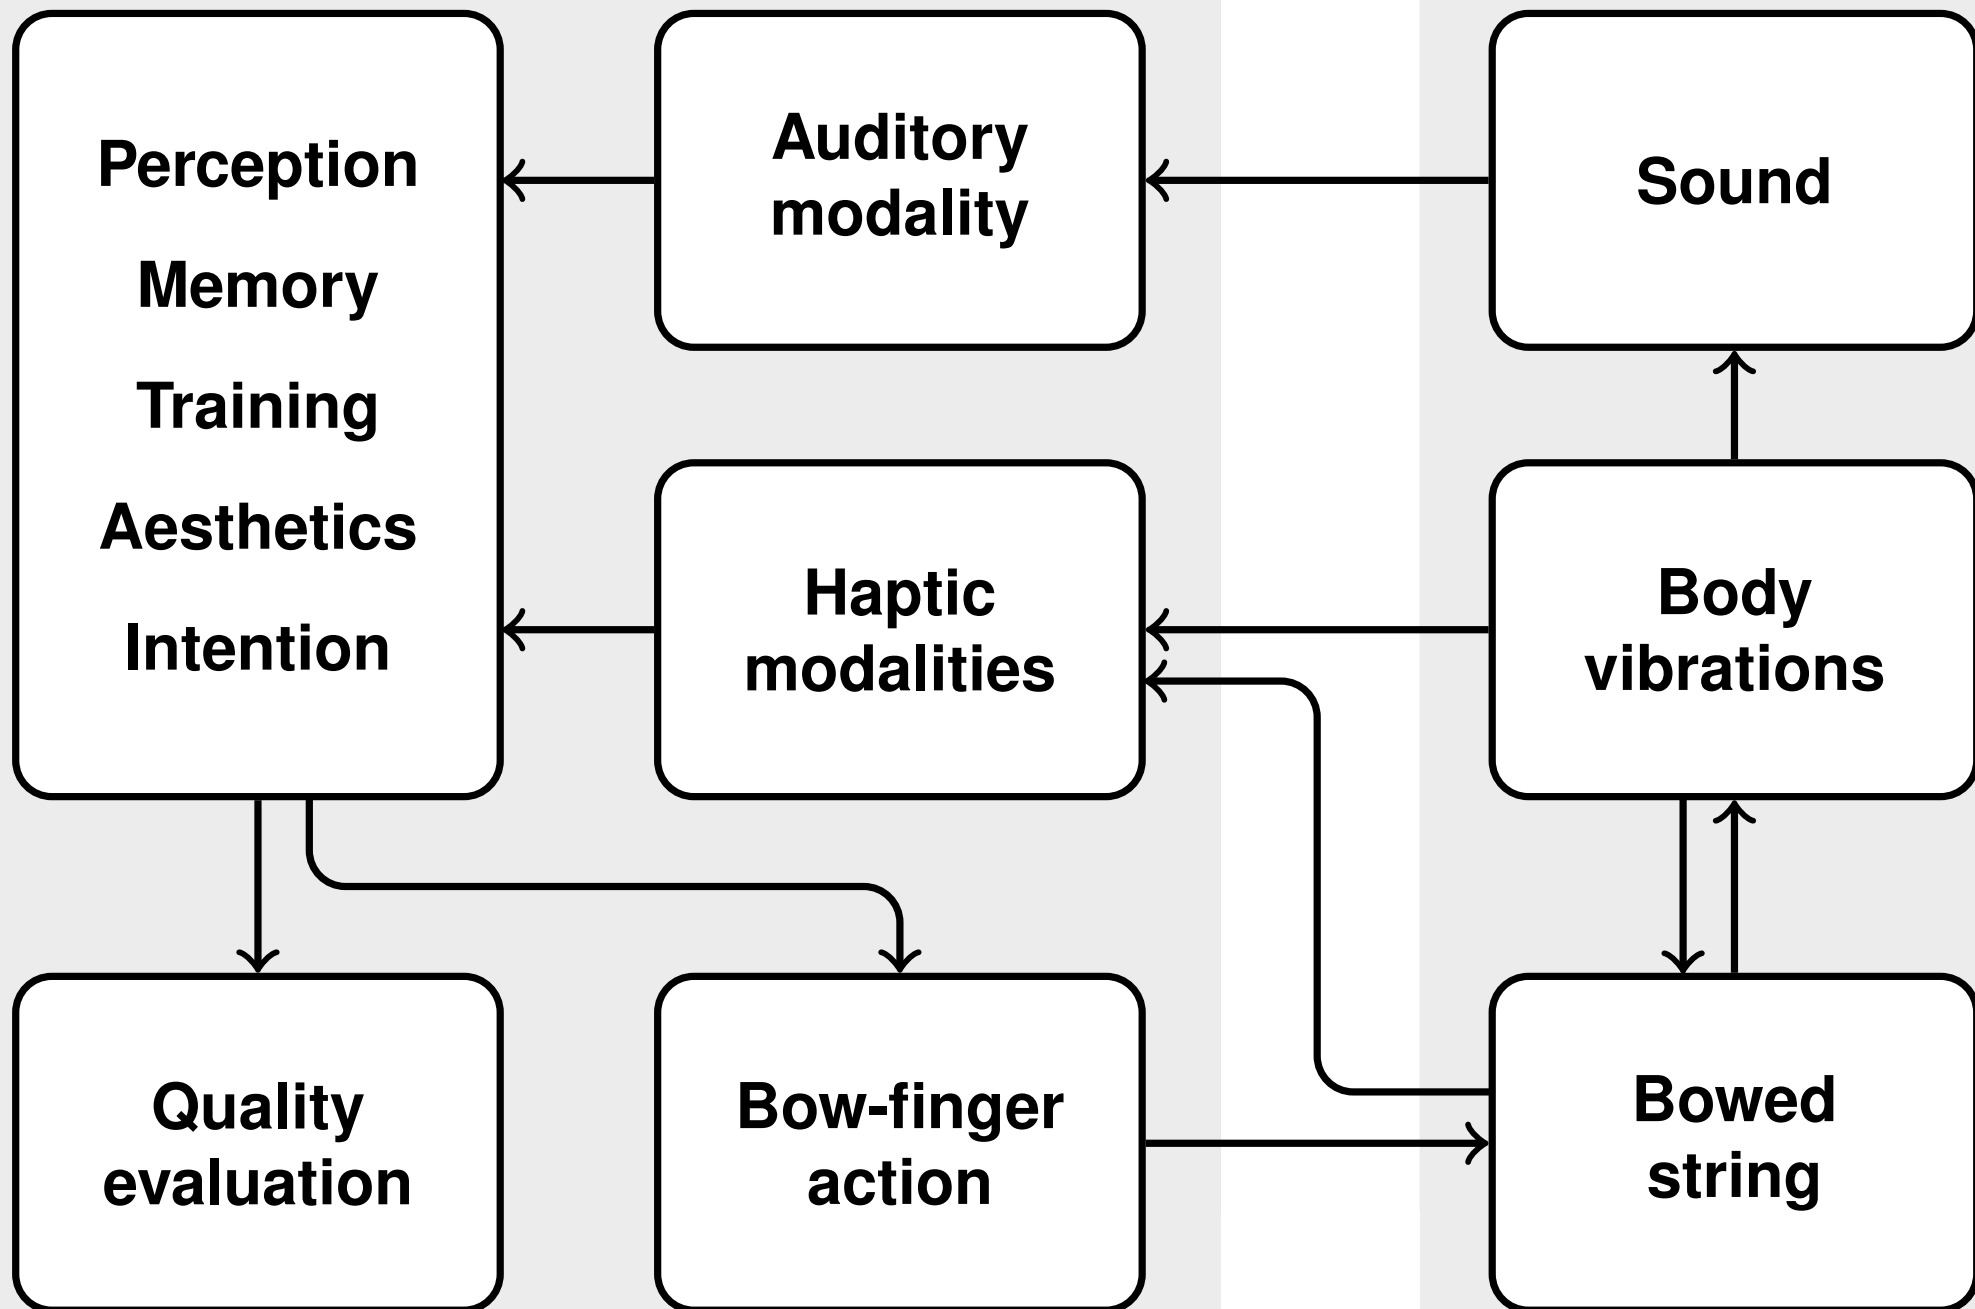 Perception
Memory
Training
Aesthetics
Intention
Auditory
modality
Sound
Haptic
modalities
Body
vibrations
Quality
evaluation
Bow-finger
action
Bowed
string